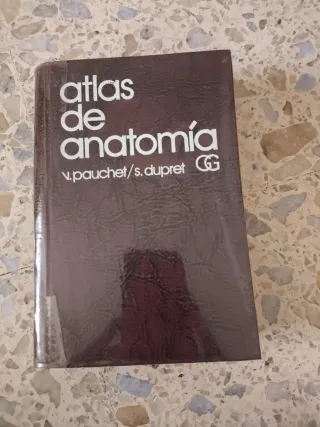 atlas
de
anatomía
v. pauchet/s. dupret GG